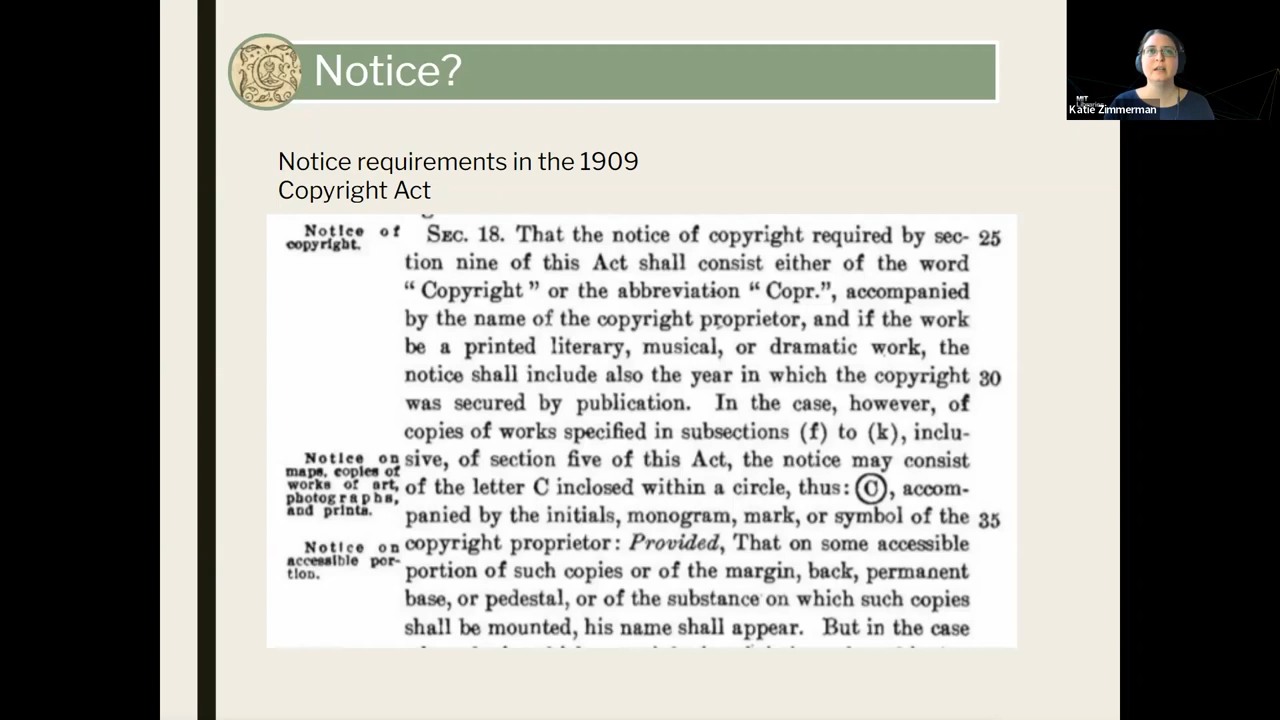 Notice?
Katie Zimmerman
Notice requirements in the 1909
Copyright Act
Notice of
copyright.
SEC. 18. That the notice of copyright required by sec- 25
tion nine of this Act shall consist either of the word
“ Copyright ” or the abbreviation “ Copr.”, accompanied
by the name of the copyright proprietor, and if the work
be a printed literary, musical, or dramatic work, the
notice shall include also the year in which the copyright 30
was secured by publication. In the case, however, of
copies of works specified in subsections (f) to (k), inclu-
Notice on
maps, copies of
works of art,
photographs,
and prints.
sive, of section five of this Act, the notice may consist
of the letter C inclosed within a circle, thus: Ⓒ, accom-
panied by the initials, monogram, mark, or symbol of the 35
Notice on
accessible por-
tion.
copyright proprietor: Provided, That on some accessible
portion of such copies or of the margin, back, permanent
base, or pedestal, or of the substance on which such copies
shall be mounted, his name shall appear. But in the case